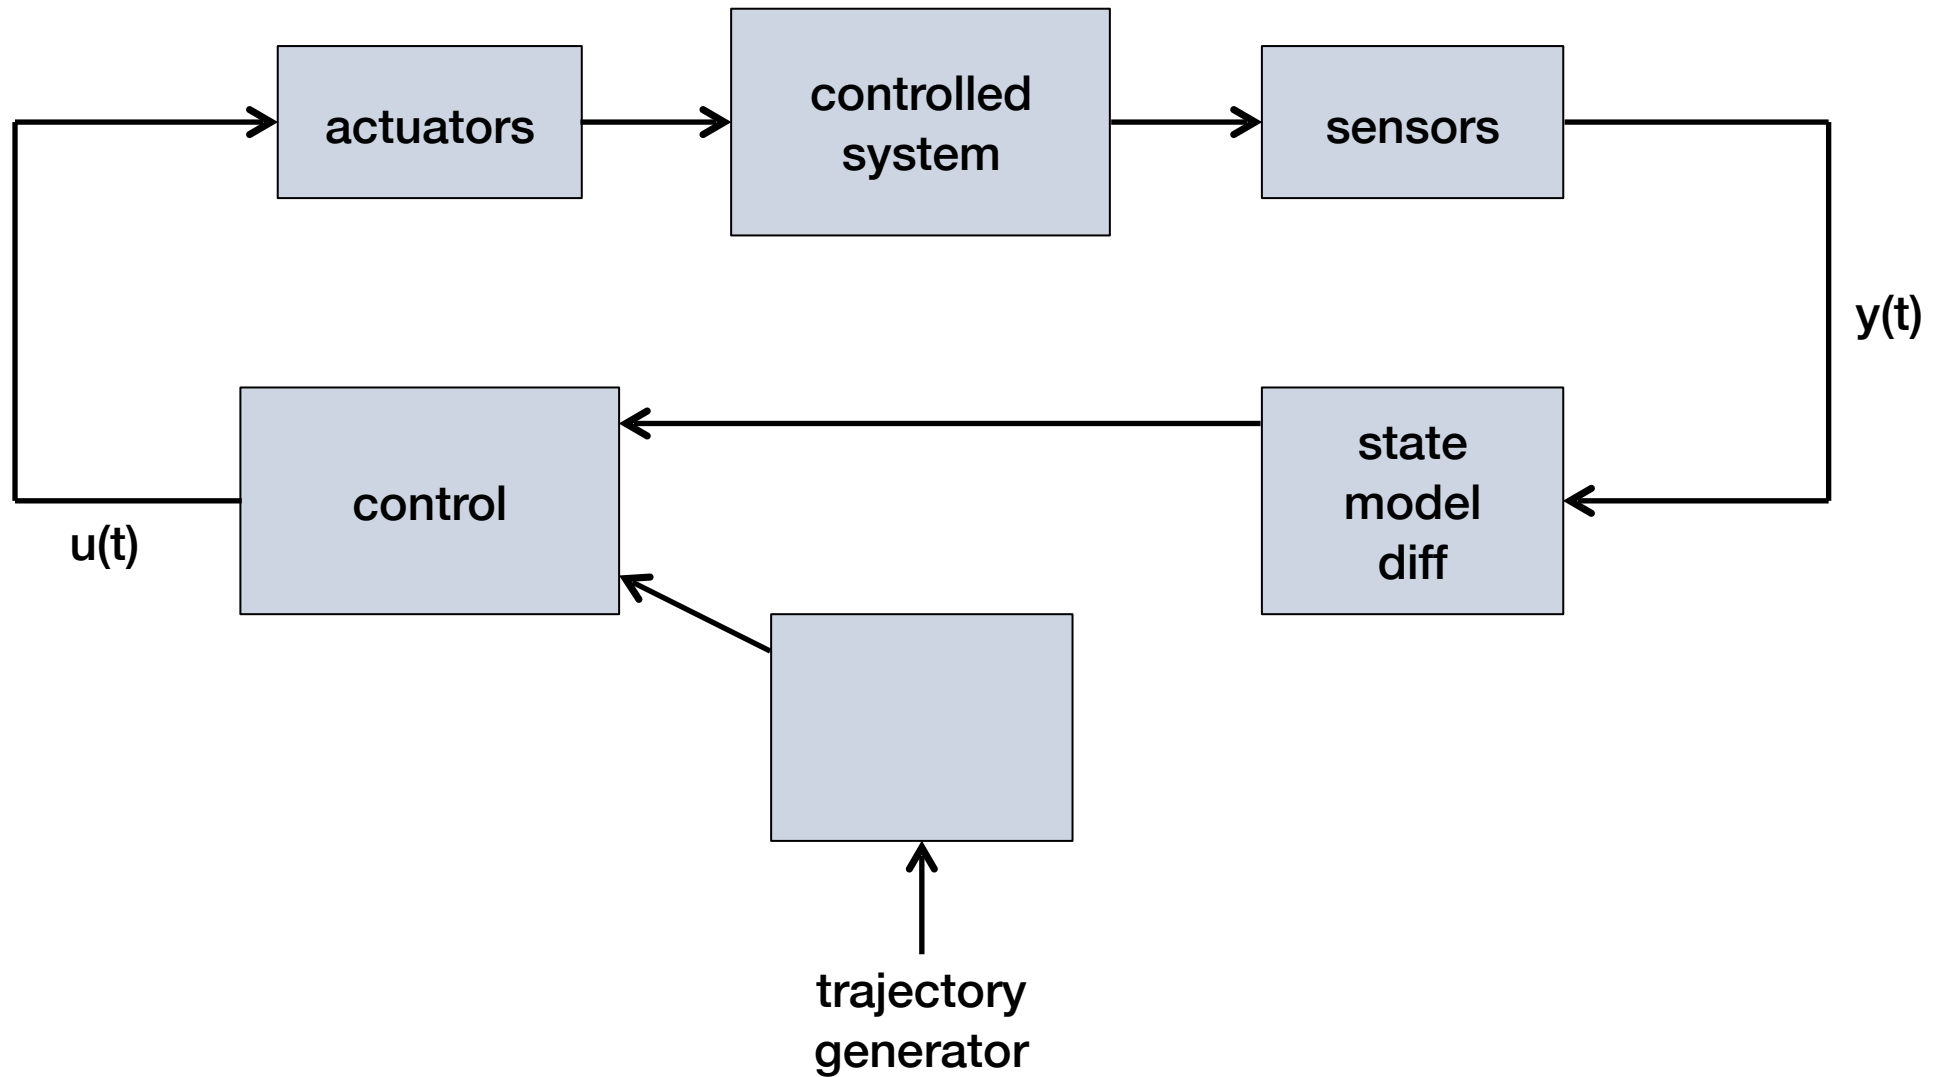 actuators
controlled
system
sensors
y(t)
control
state
model
diff
u(t)
trajectory
generator